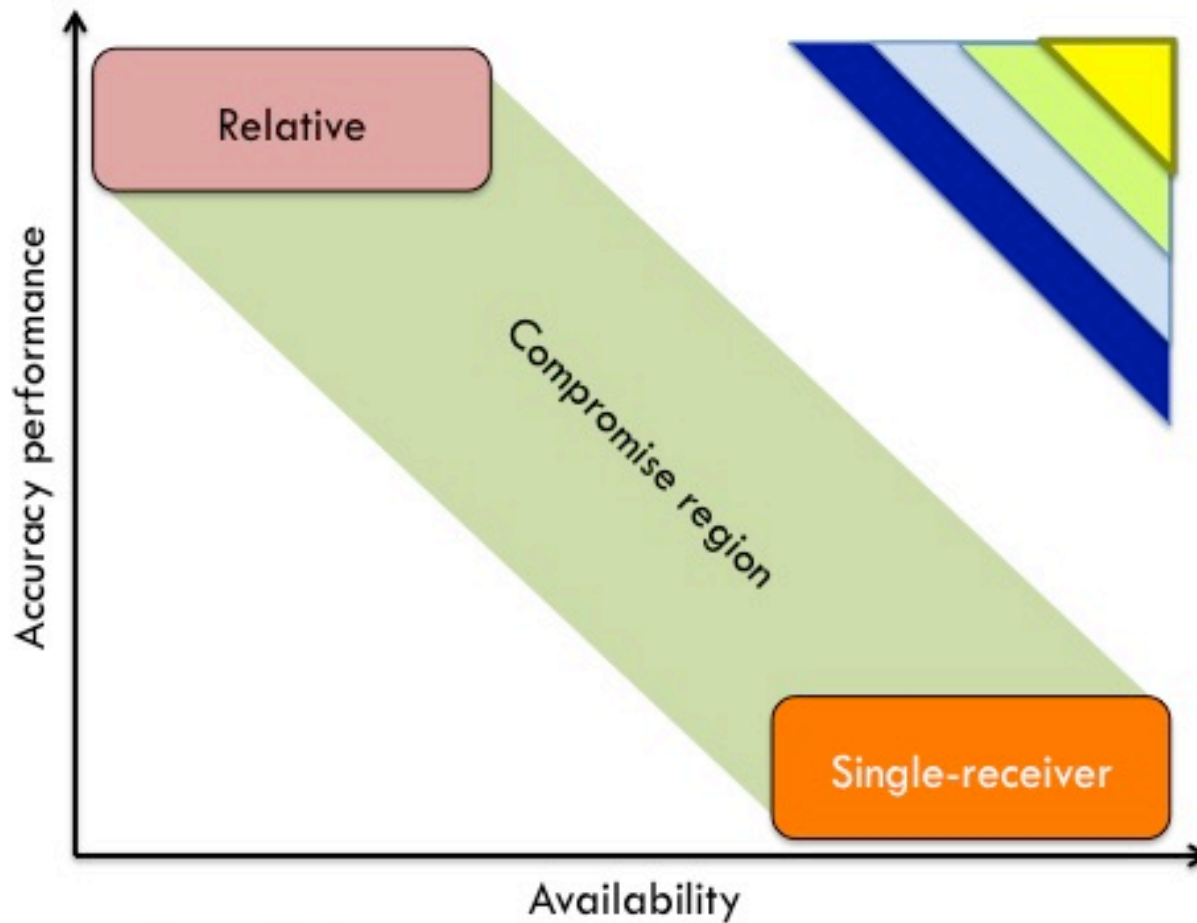 Relative
Accuracy performance
Compromise region
Single-receiver
Availability